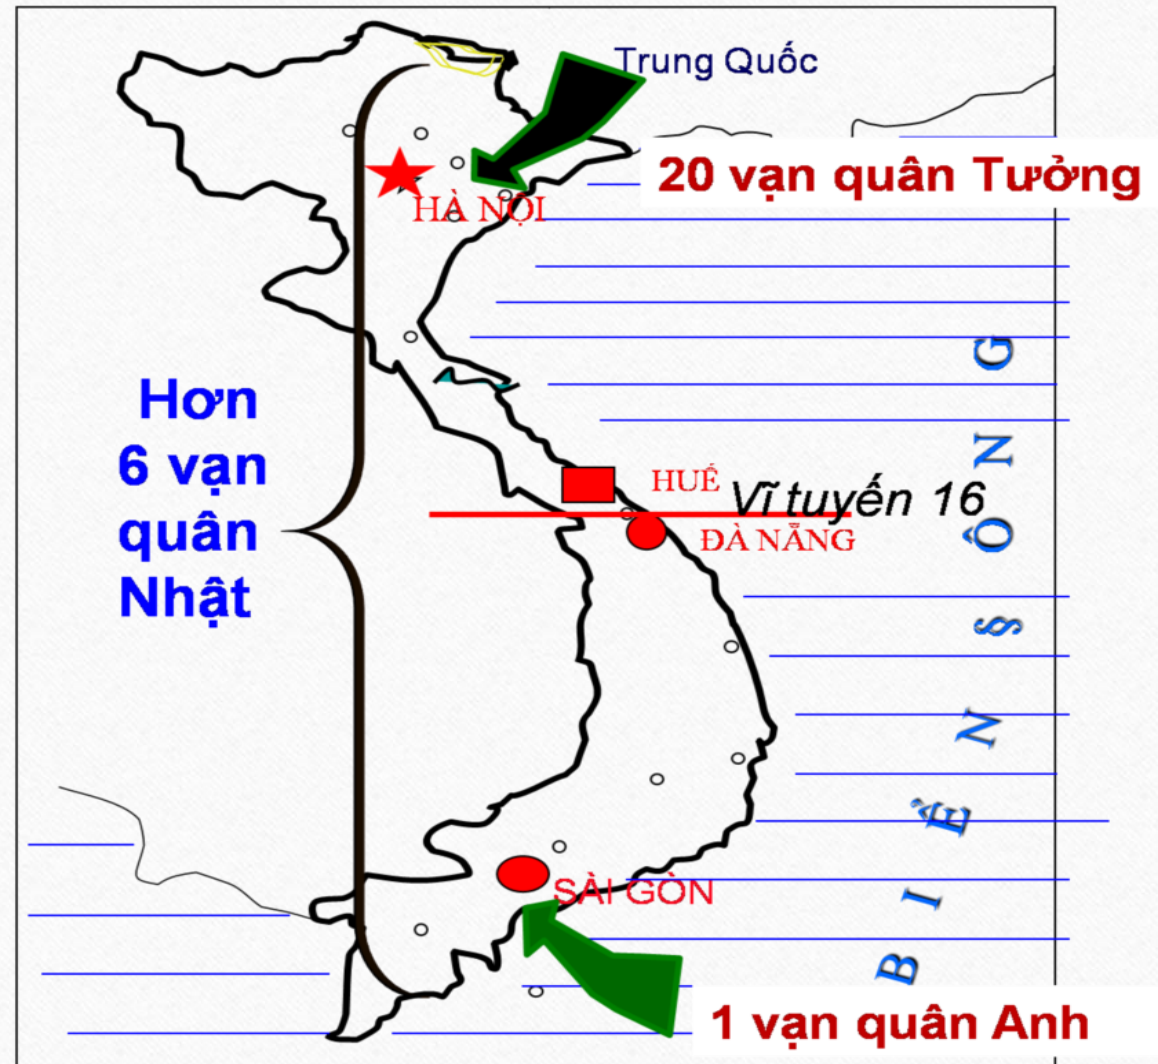 Trung Quốc
20 vạn quân Tưởng
HÀ NỘI
Hơn
6 vạn
quân
Nhật
HUẾ
Vĩ tuyến 16
ĐÀ NẴNG
BIỂN §ÔNG
SÀI GÒN
1 vạn quân Anh